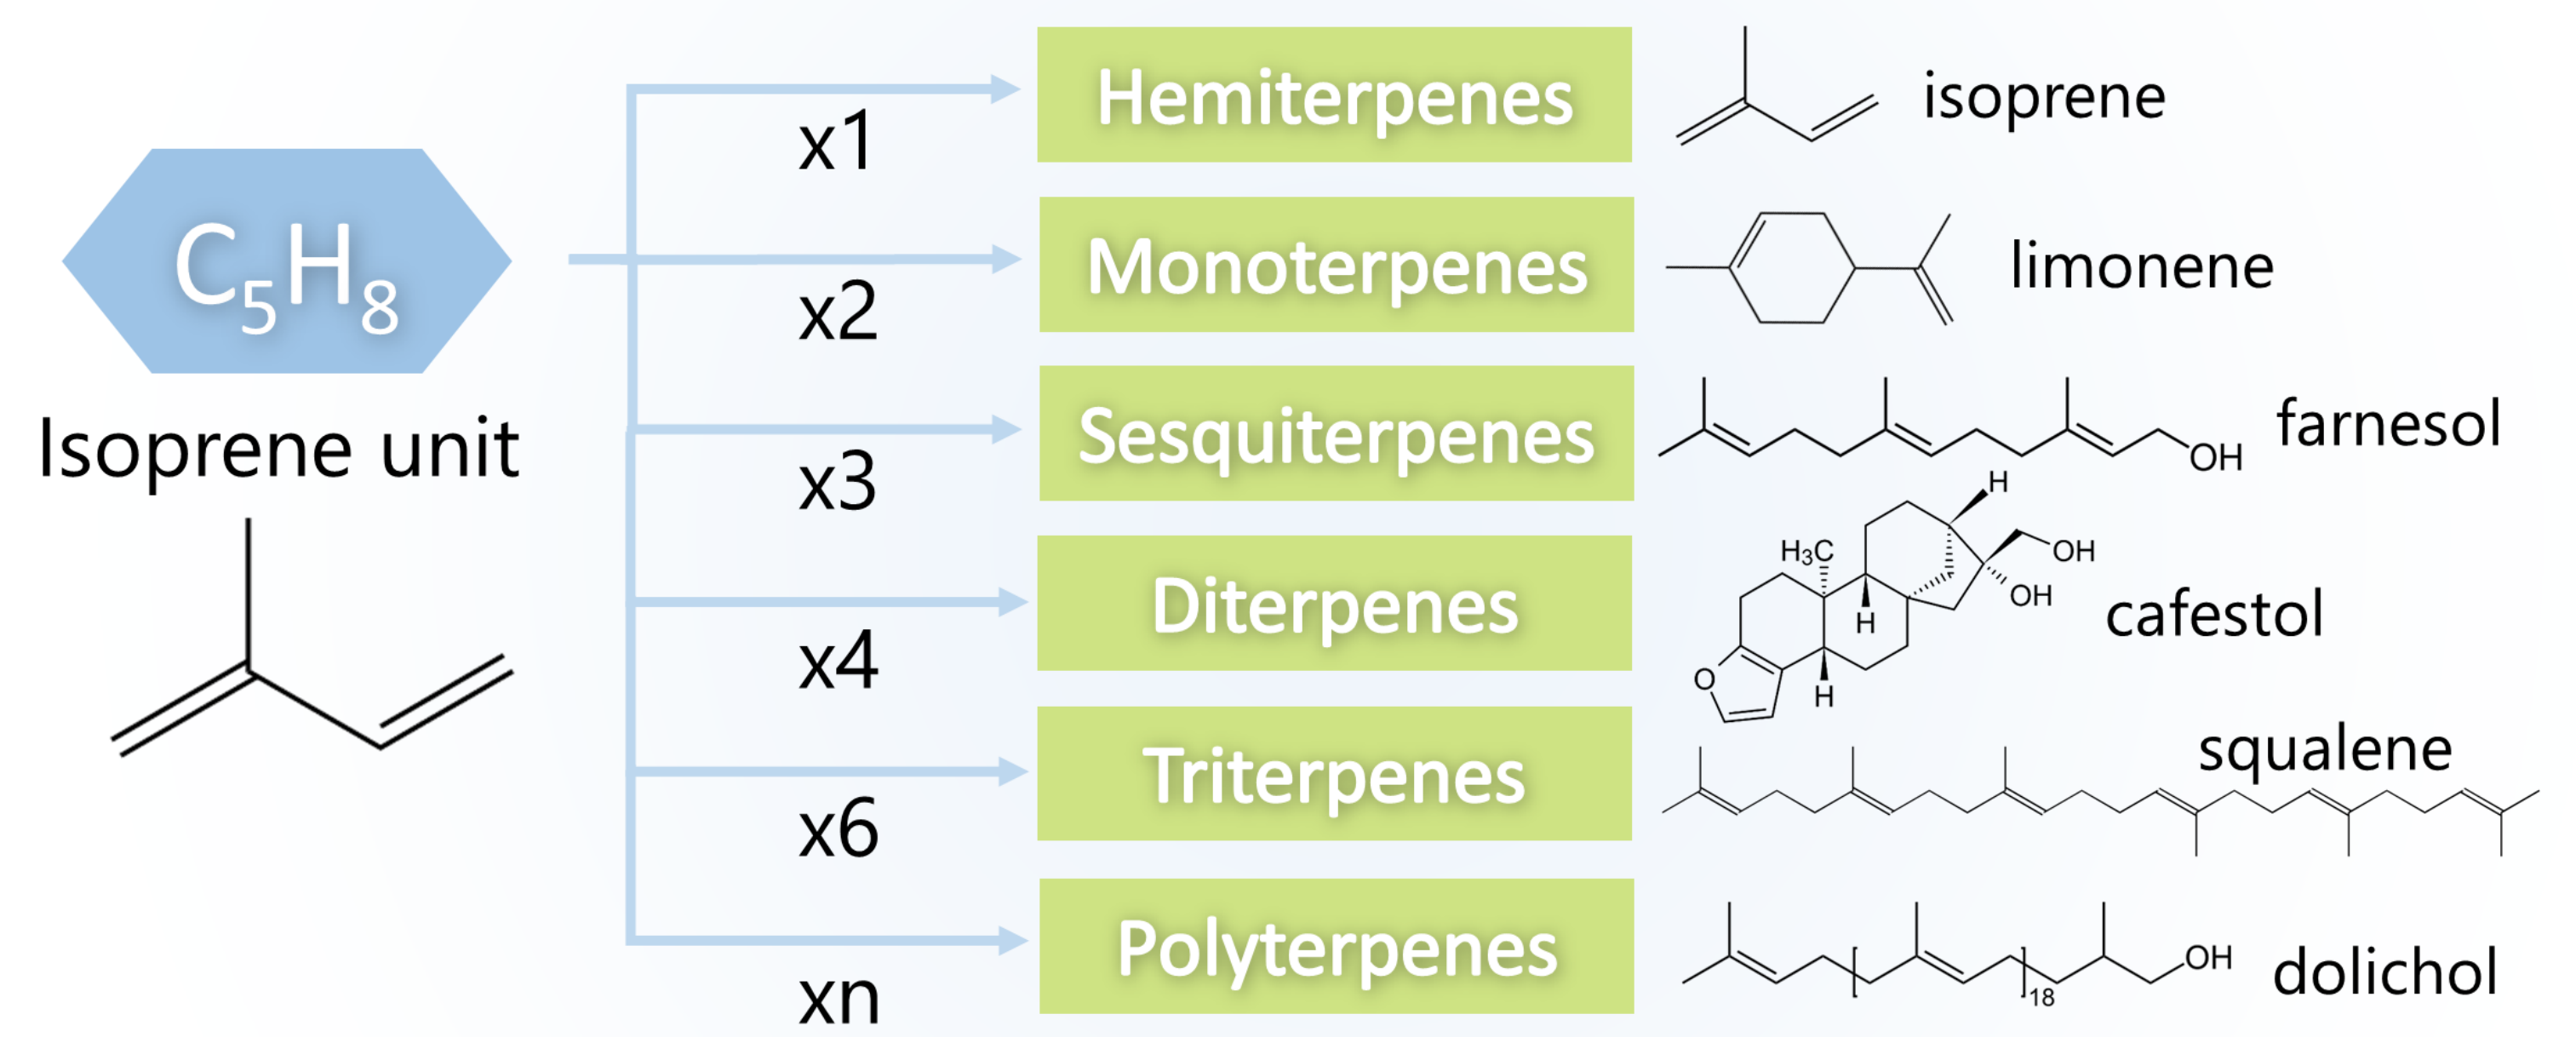 C₅H₈
Isoprene unit
x1
Hemiterpenes
isoprene
x2
Monoterpenes
limonene
x3
Sesquiterpenes
OH
farnesol
x4
Diterpenes
H
H₃C
OH
OH
H
H
O
cafestol
x6
Triterpenes
squalene
xn
Polyterpenes
18
OH
dolichol